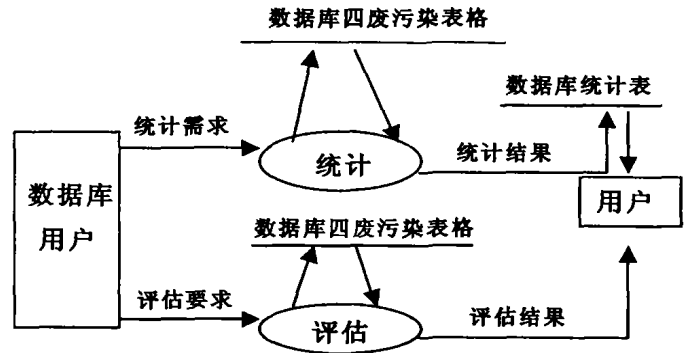 数据库四废污染表格
数据库统计表
统计需求
统计
统计结果
数据库
用户
用户
数据库四废污染表格
评估要求
评估
评估结果